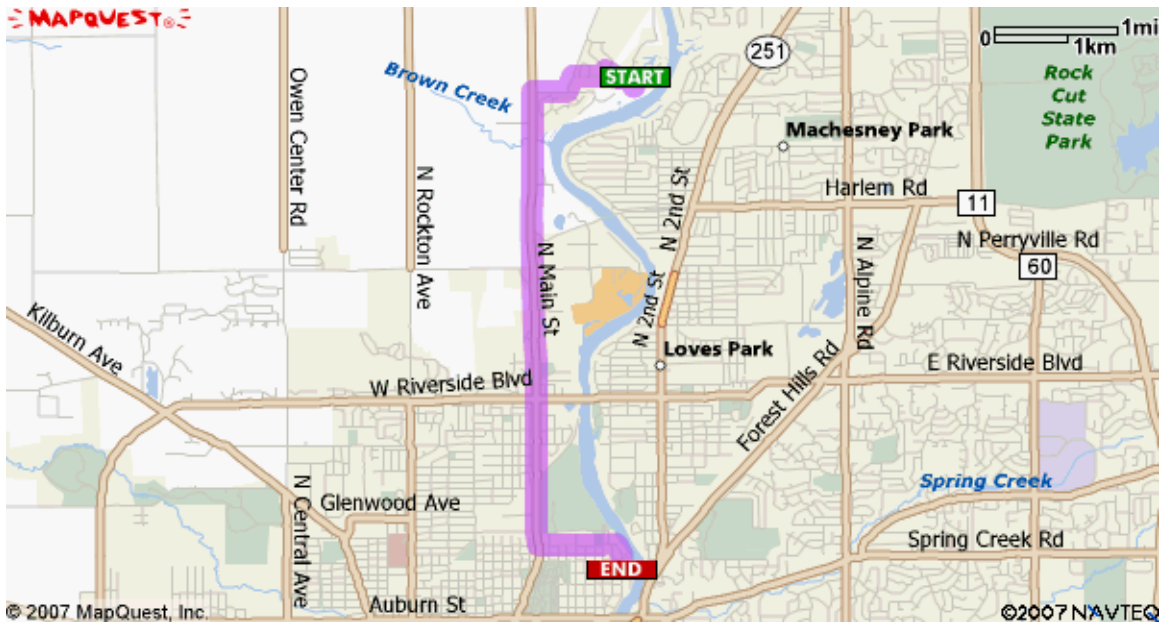 MAPQUEST®
START
251
0 1mi
1km
Rock
Cut
State
Park
Brown Creek
Owen Center Rd
N Rockton Ave
Machesney Park
Harlem Rd
11
N 2nd St
N Perryville Rd
60
N Main St
N Alpine Rd
N 2nd St
Kilburn Ave
Loves Park
E Riverside Blvd
W Riverside Blvd
Forest Hills Rd
Spring Creek
N Central Ave
Glenwood Ave
Spring Creek Rd
END
Auburn St
© 2007 MapQuest, Inc.
©2007 NAVTEQ